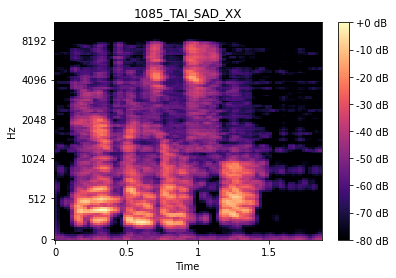 1085_TAI_SAD_XX
Hz
8192
4096
2048
1024
512
0
0
0.5
1
1.5
Time
+0 dB
-10 dB
-20 dB
-30 dB
-40 dB
-50 dB
-60 dB
-70 dB
-80 dB